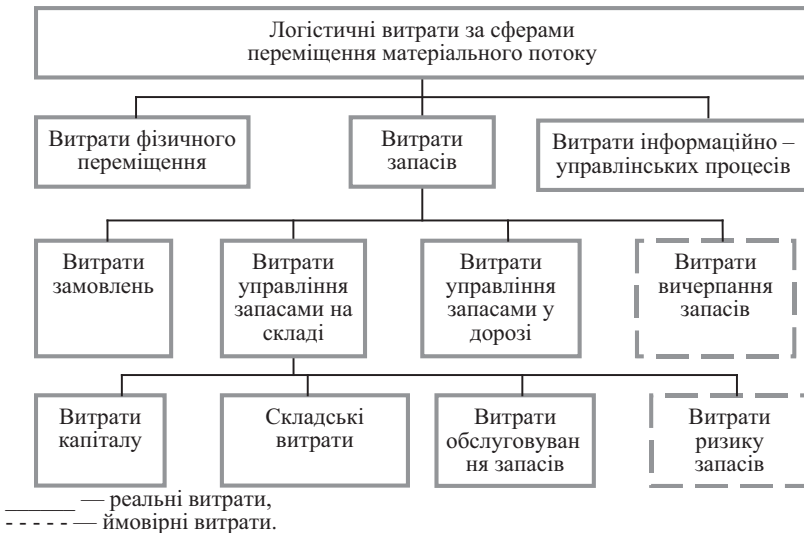 Логістичні витрати за сферами
переміщення матеріального потоку
Витрати фізичного
переміщення
Витрати
запасів
Витрати інформаційно –
управлінських процесів
Витрати
замовлень
Витрати
управління
запасами на
складі
Витрати
управління
запасами у
дорозі
Витрати
вичерпання
запасів
Витрати
капіталу
Складські
витрати
Витрати
обслуговуван
ня запасів
Витрати
ризику
запасів
______ — реальні витрати,
- - - - - — ймовірні витрати.